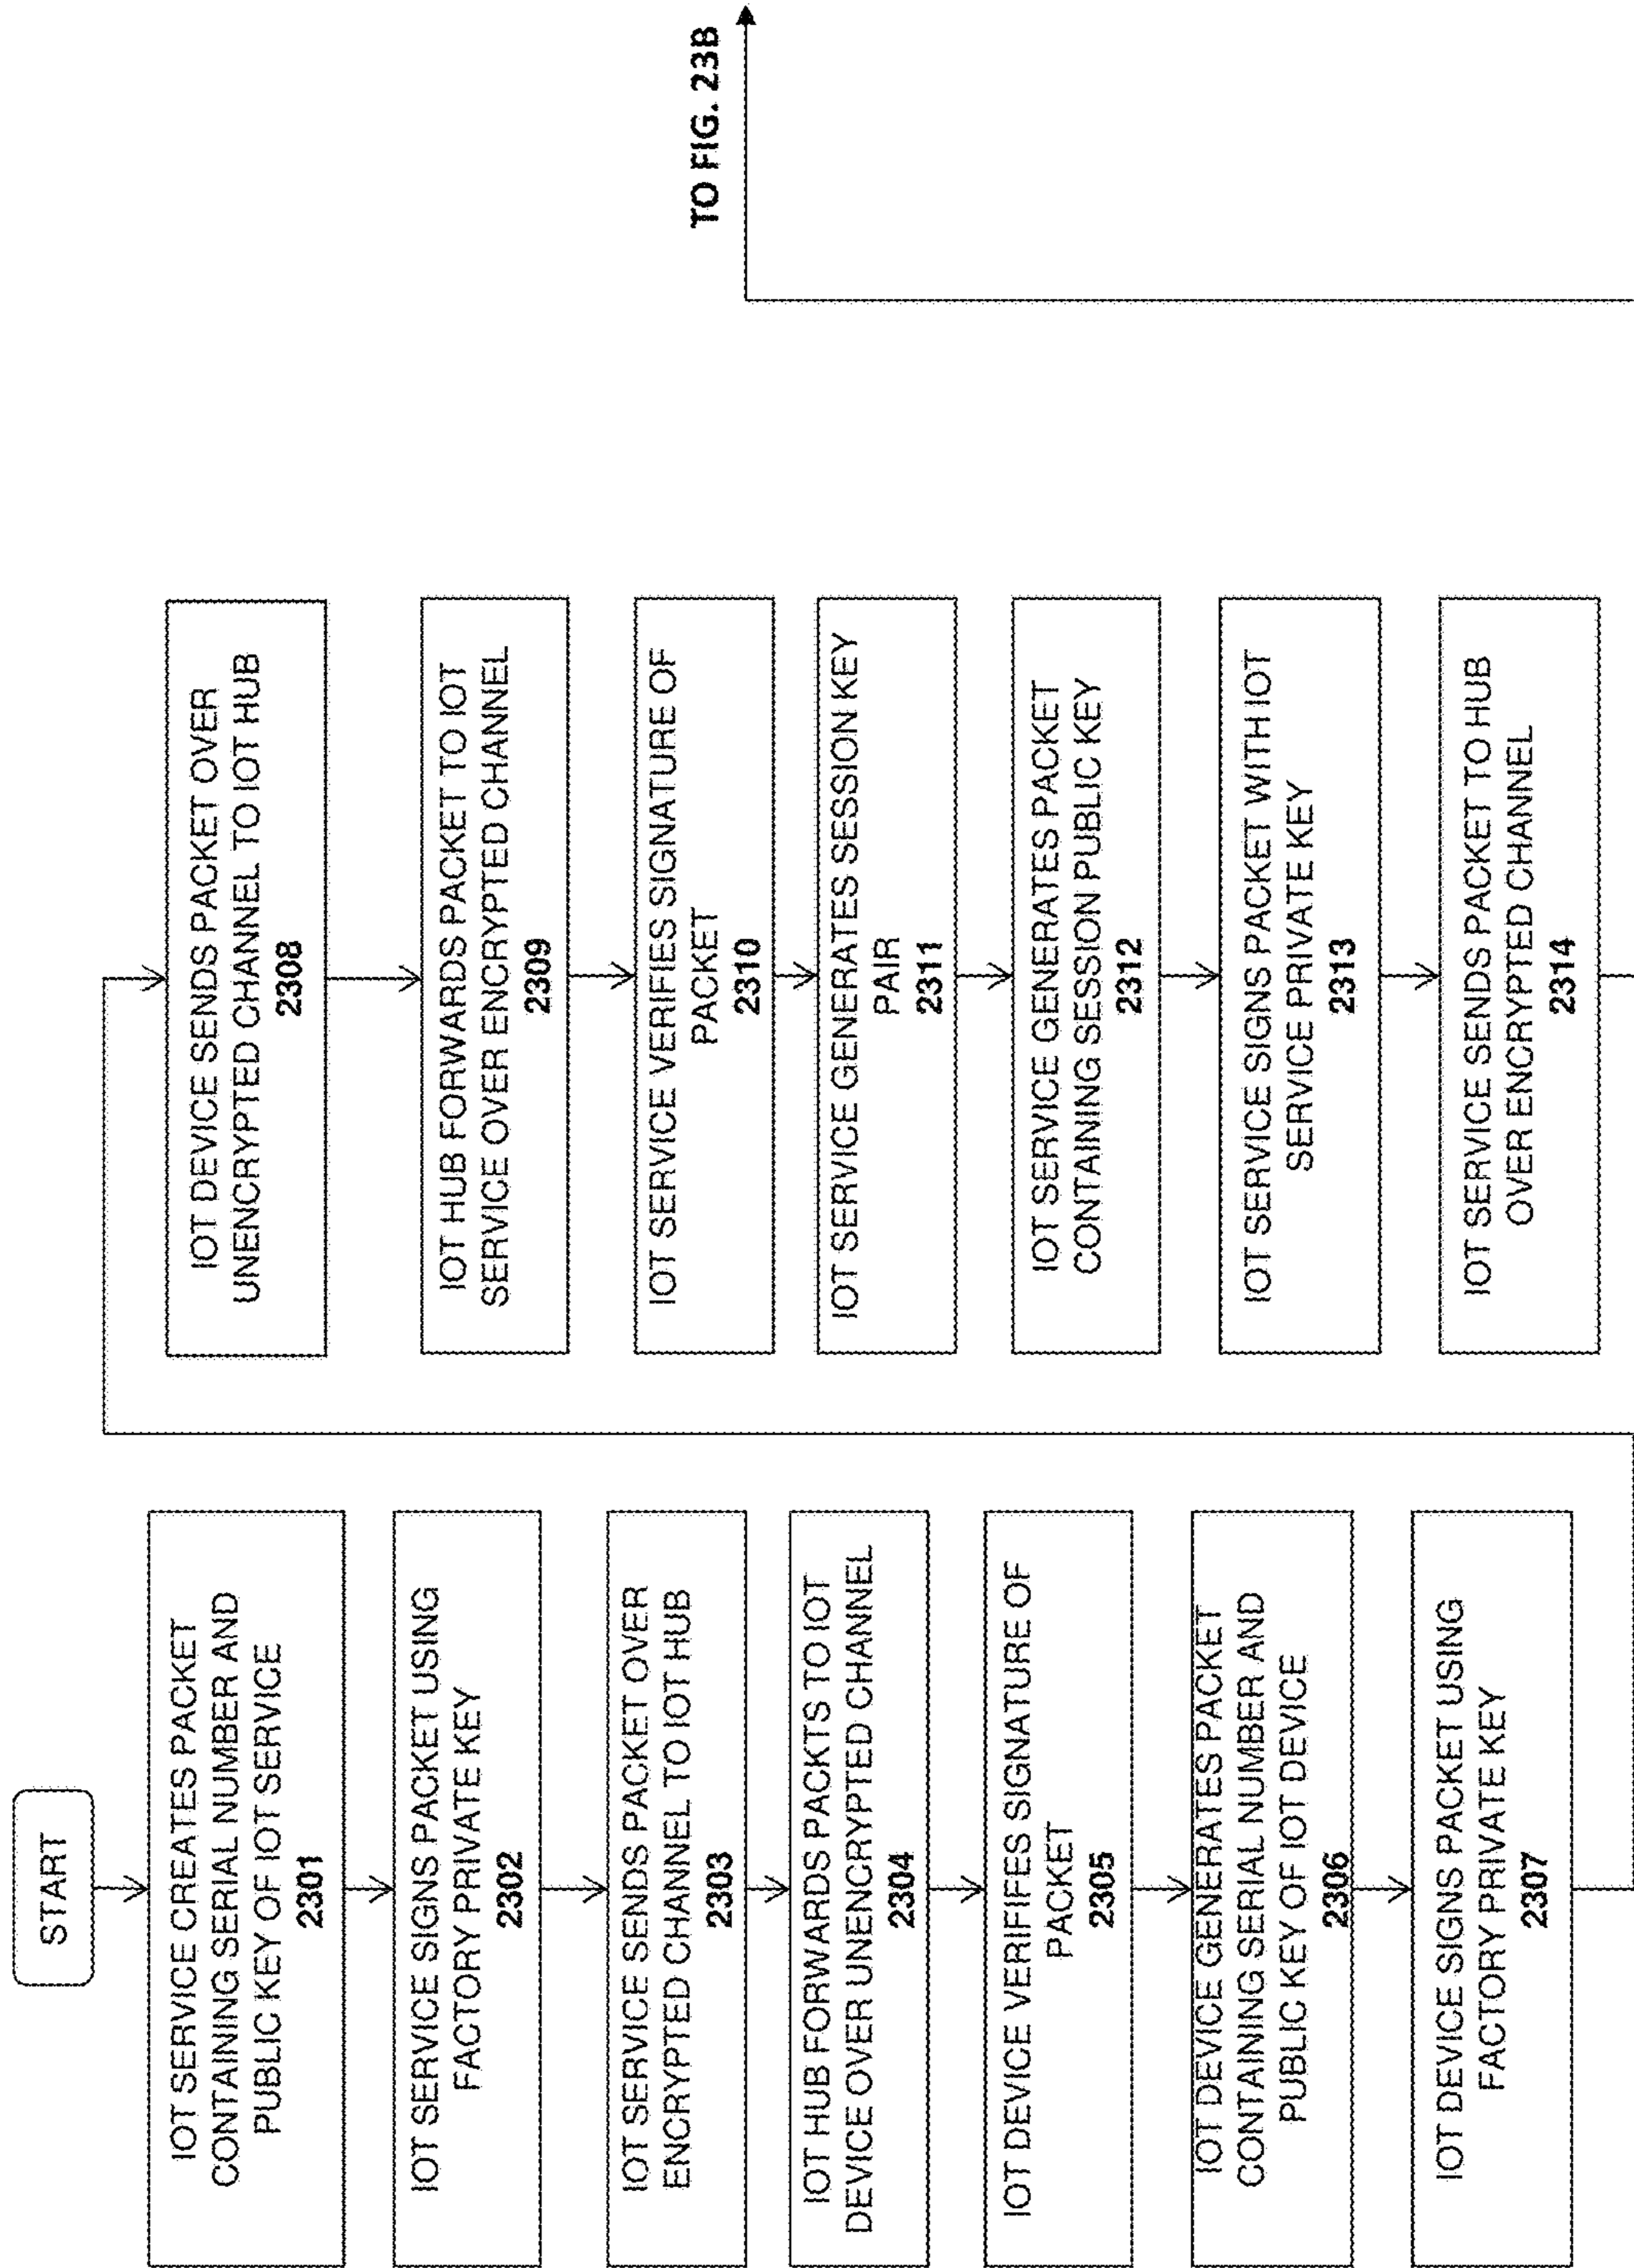 START
IOT SERVICE CREATES PACKET
CONTAINING SERIAL NUMBER AND
PUBLIC KEY OF IOT SERVICE
2301
IOT SERVICE SIGNS PACKET USING
FACTORY PRIVATE KEY
2302
IOT SERVICE SENDS PACKET OVER
ENCRYPTED CHANNEL TO IOT HUB
2303
IOT HUB FORWARDS PACKTS TO IOT
DEVICE OVER UNENCRYPTED CHANNEL
2304
IOT DEVICE VERIFIFES SIGNATURE OF
PACKET
2305
IOT DEVICE GENERATES PACKET
CONTAINING SERIAL NUMBER AND
PUBLIC KEY OF IOT DEVICE
2306
IOT DEVICE SIGNS PACKET USING
FACTORY PRIVATE KEY
2307
IOT DEVICE SENDS PACKET OVER
UNENCRYPTED CHANNEL TO IOT HUB
2308
IOT HUB FORWARDS PACKET TO IOT
SERVICE OVER ENCRYPTED CHANNEL
2309
IOT SERVICE VERIFIES SIGNATURE OF
PACKET
2310
IOT SERVICE GENERATES SESSION KEY
PAIR
2311
IOT SERVICE GENERATES PACKET
CONTAINING SESSION PUBLIC KEY
2312
IOT SERVICE SIGNS PACKET WITH IOT
SERVICE PRIVATE KEY
2313
IOT SERVICE SENDS PACKET TO HUB
OVER ENCRYPTED CHANNEL
2314
TO FIG. 23B